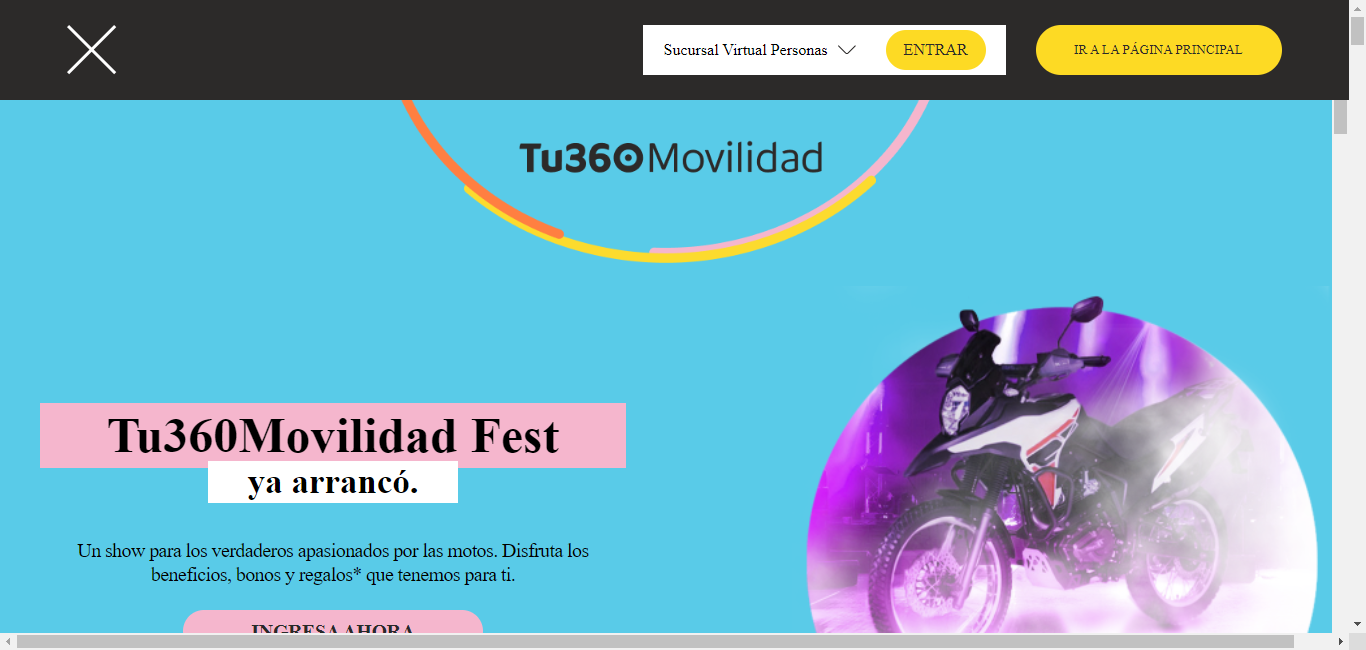 Sucursal Virtual Personas
ENTRAR
IR A LA PÁGINA PRINCIPAL
Tu360Movilidad
Tu360Movilidad Fest
ya arrancó.
Un show para los verdaderos apasionados por las motos. Disfruta los
beneficios, bonos y regalos* que tenemos para ti.
INGRESA AHORA